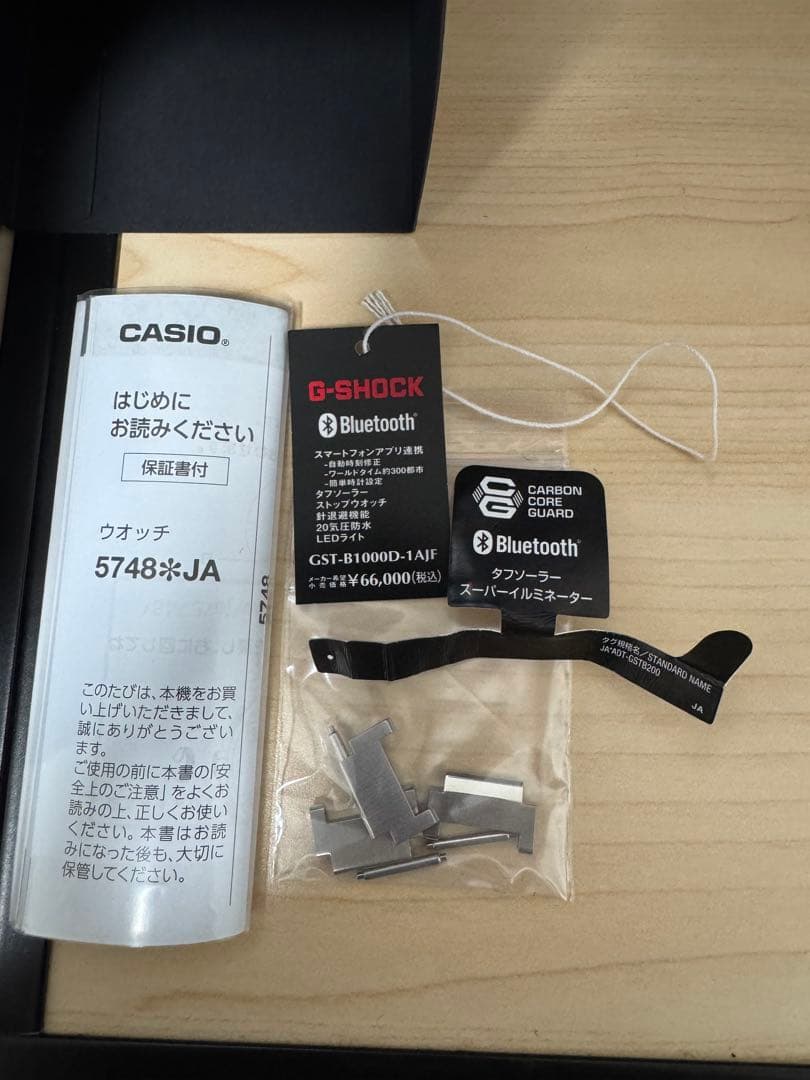 CASIO®
はじめに
お読みください
保証書付
ウオッチ
5748✽JA
5748
このたびは、本機をお買
い上げいただきまして、
誠にありがとうござい
ます。
ご使用の前に本書の「安
全上のご注意」をよくお
読みの上、正しくお使い
ください。本書はお読
みになった後も、大切に
保管してください。
G-SHOCK
Bluetooth®
スマートフォンアプリ連携
-自動時刻修正
-ワールドタイム約300都市
-簡単時計設定
タフソーラー
ストップウオッチ
針退避機能
20気圧防水
LEDライト
GST-B1000D-1AJF
メーカー希望
小売価格 ¥66,000(税込)
CARBON
CORE
GUARD
Bluetooth®
タフソーラー
スーパーイルミネーター
タグ規格名/STANDARD NAME
JA*ADT-GSTB200
JA